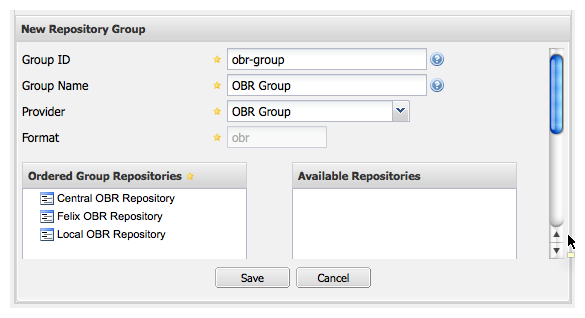 New Repository Group
Group ID obr-group
Group Name OBR Group
Provider OBR Group
Format obr
Ordered Group Repositories Available Repositories
Central OBR Repository
Felix OBR Repository
Local OBR Repository
Save Cancel